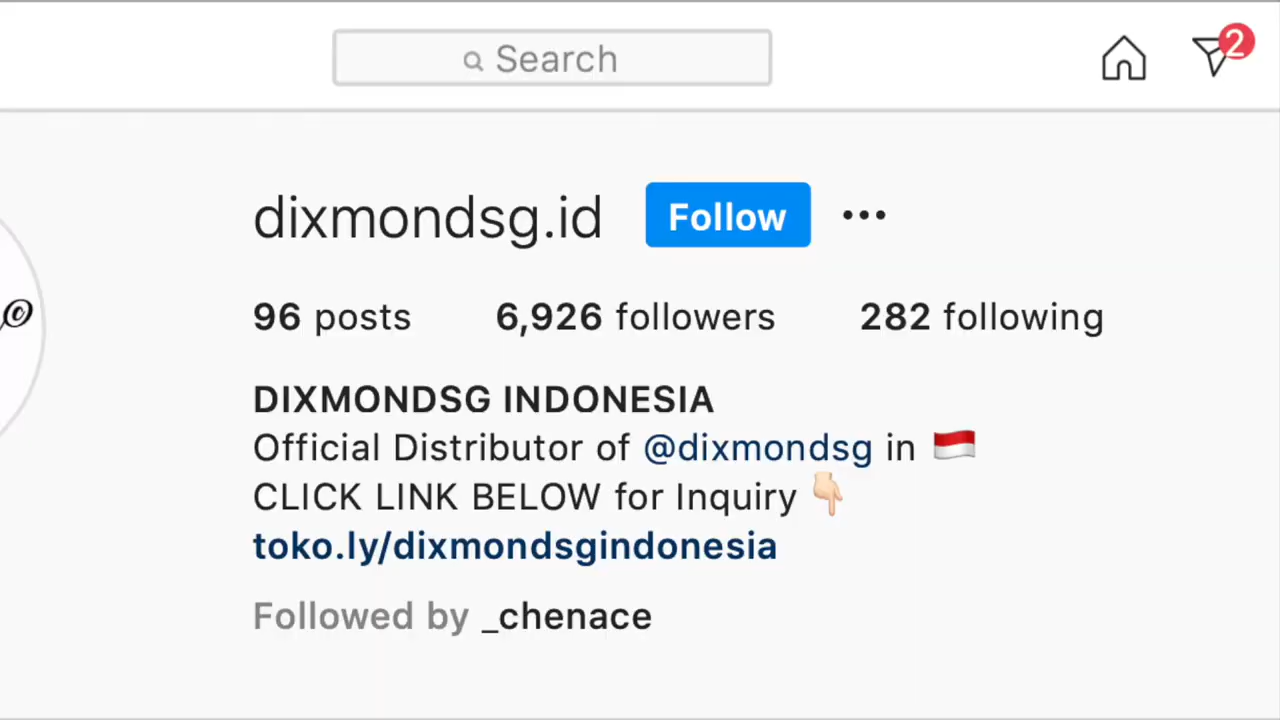 Search
2
dixmondsg.id Follow
96 posts 6,926 followers 282 following
DIXMONDSG INDONESIA
Official Distributor of @dixmondsg in 🇮🇩
CLICK LINK BELOW for Inquiry 👇🏻
toko.ly/dixmondsgindonesia
Followed by _chenace